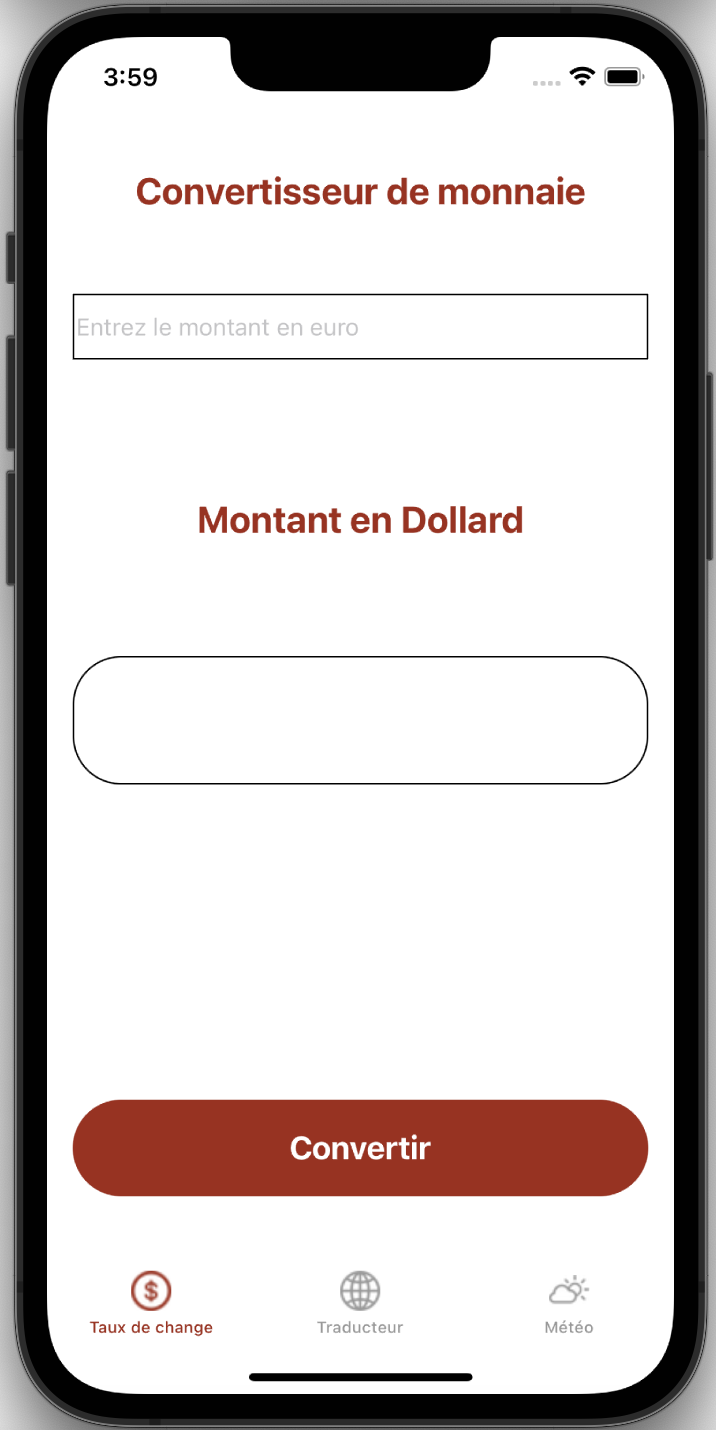 3:59
Convertisseur de monnaie
Entrez le montant en euro
Montant en Dollard
Convertir
$
Taux de change
Traducteur
Météo